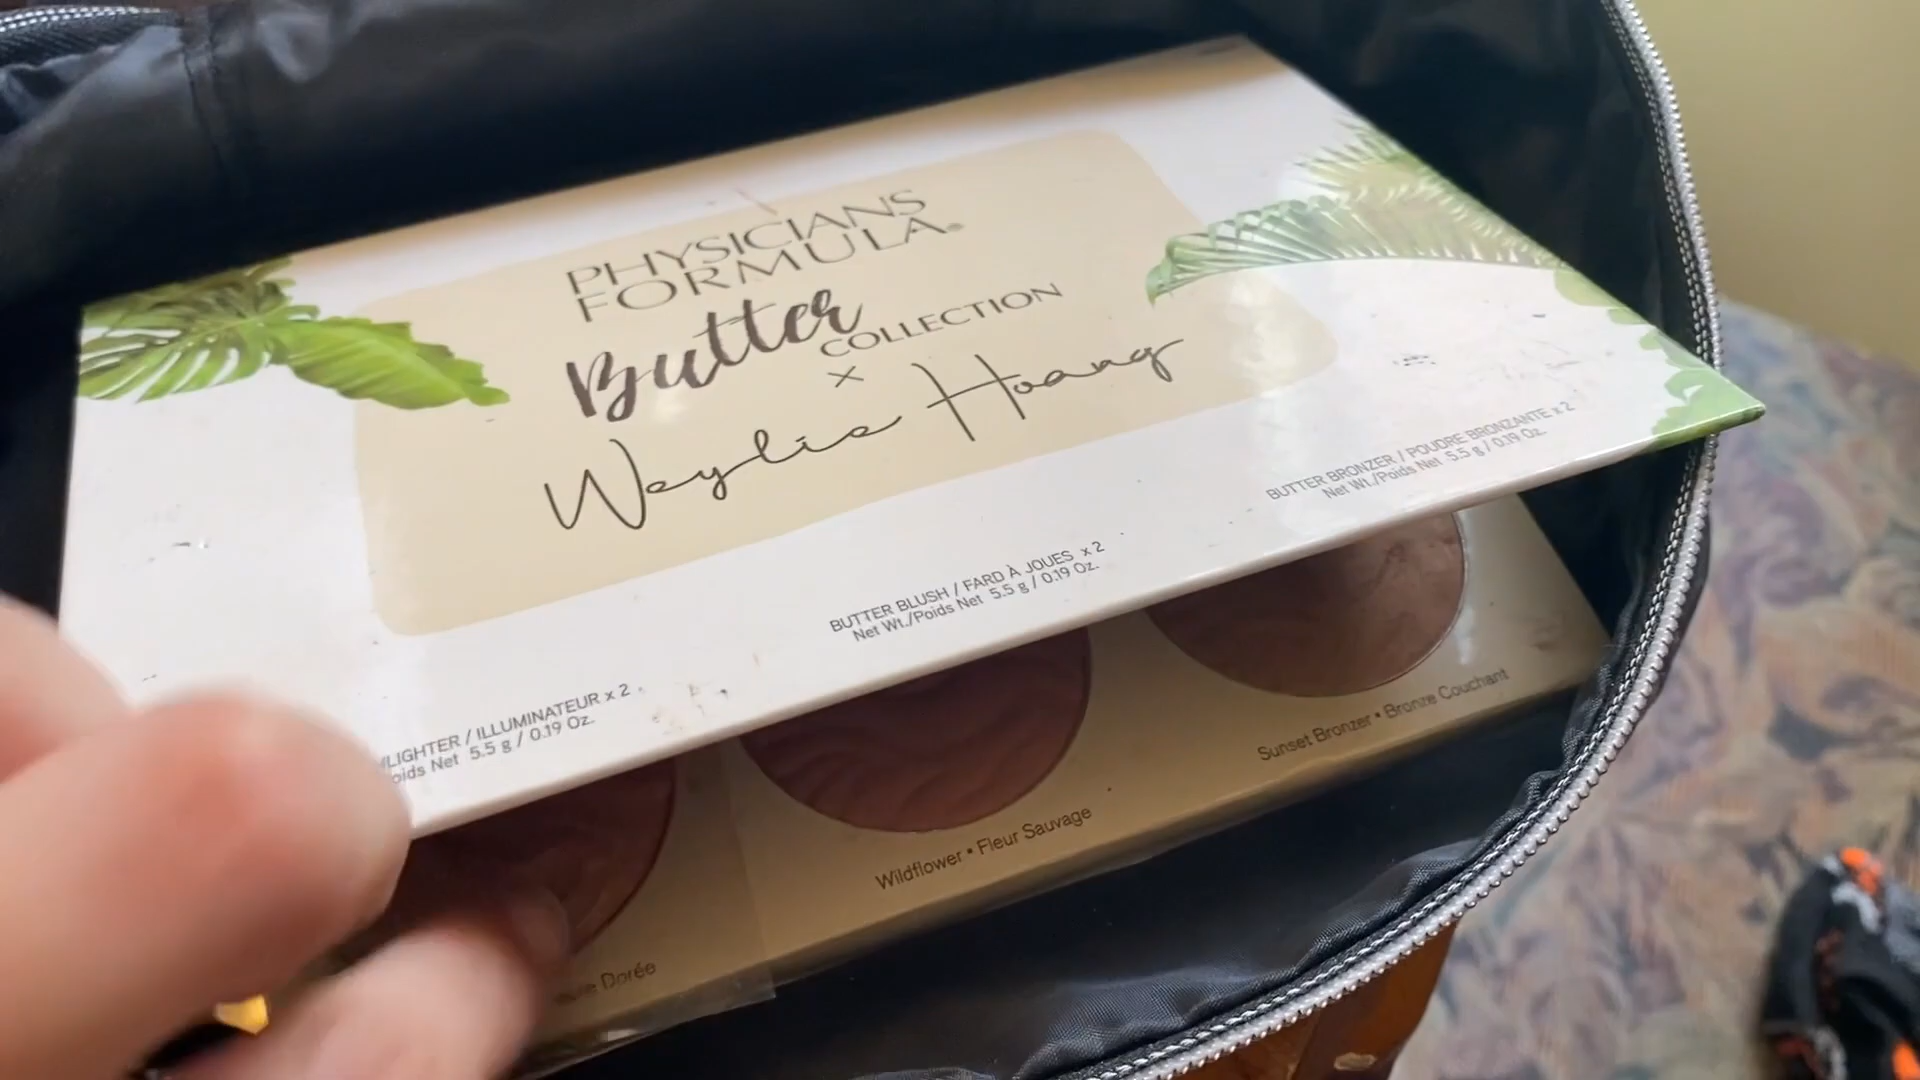 PHYSICIANS
FORMULA®
Butter
COLLECTION
x
Weylie Hoang
BUTTER BRONZER / POUDRE BRONZANTE x 2
Net Wt./Poids Net 5.5 g / 0.19 Oz.
BUTTER BLUSH / FARD À JOUES x 2
Net Wt./Poids Net 5.5 g / 0.19 Oz.
/ ILLUMINATEUR x 2
Net 5.5 g / 0.19 Oz.
Sunset Bronzer • Bronze Couchant
Wildflower • Fleur Sauvage
Dorée